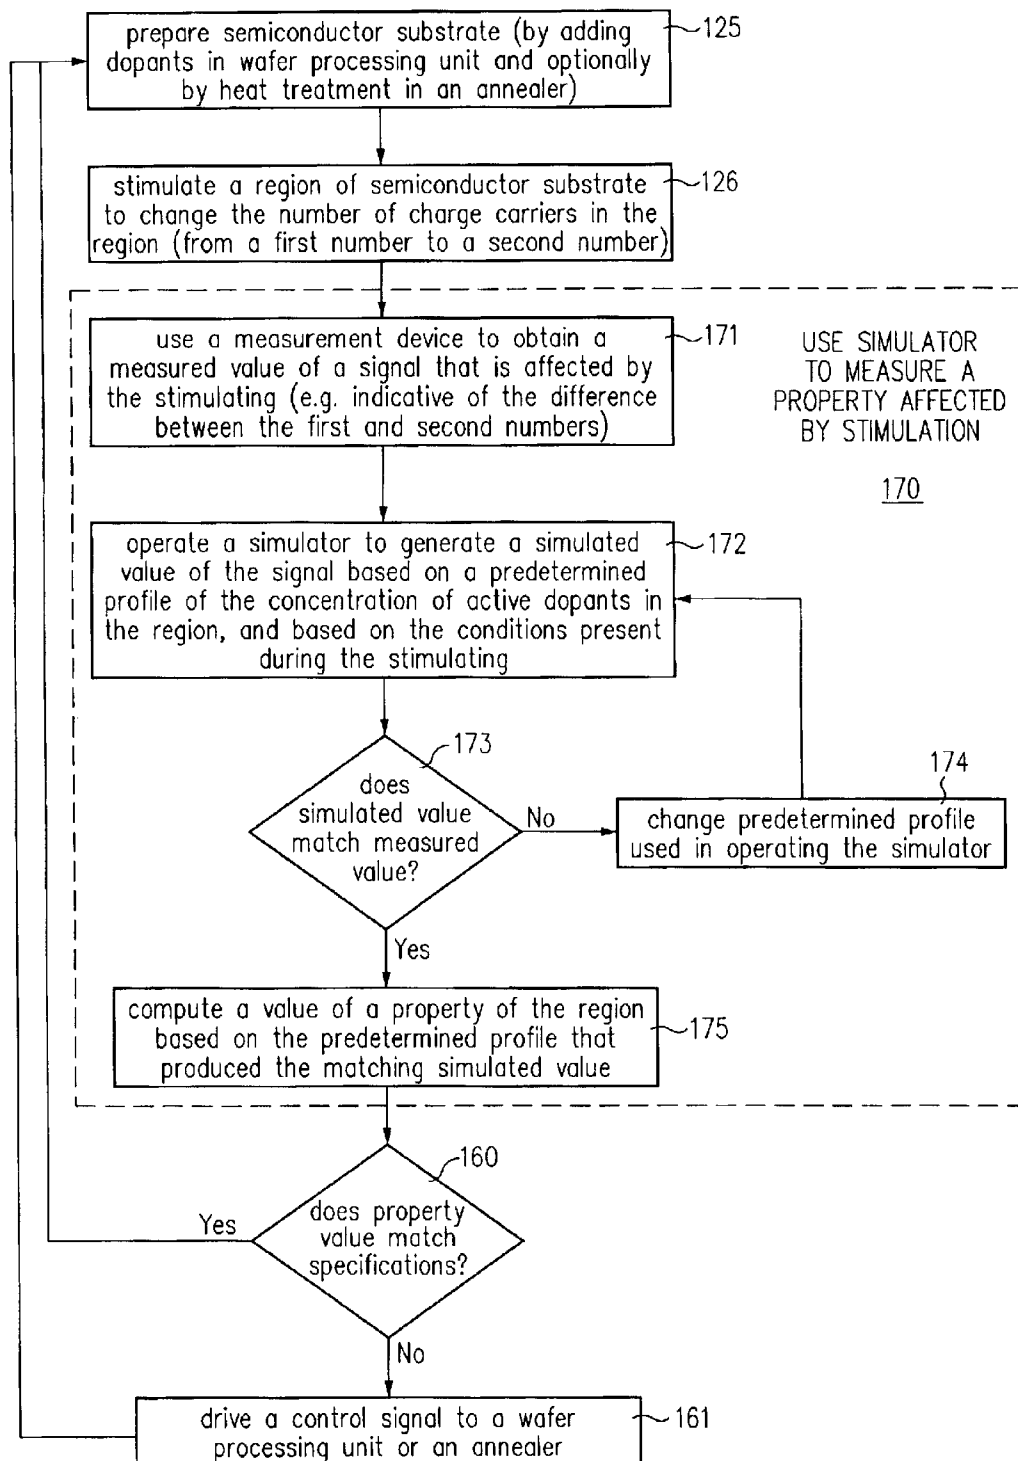 prepare semiconductor substrate (by adding
dopants in wafer processing unit and optionally
by heat treatment in an annealer)
125
stimulate a region of semiconductor substrate
to change the number of charge carriers in the
region (from a first number to a second number)
126
use a measurement device to obtain a
measured value of a signal that is affected by
the stimulating (e.g. indicative of the difference
between the first and second numbers)
171
USE SIMULATOR
TO MEASURE A
PROPERTY AFFECTED
BY STIMULATION
170
operate a simulator to generate a simulated
value of the signal based on a predetermined
profile of the concentration of active dopants in
the region, and based on the conditions present
during the stimulating
172
does
simulated value
match measured
value?
173
No
change predetermined profile
used in operating the simulator
174
Yes
compute a value of a property of the region
based on the predetermined profile that
produced the matching simulated value
175
does property
value match
specifications?
160
Yes
No
drive a control signal to a wafer
processing unit or an annealer
161